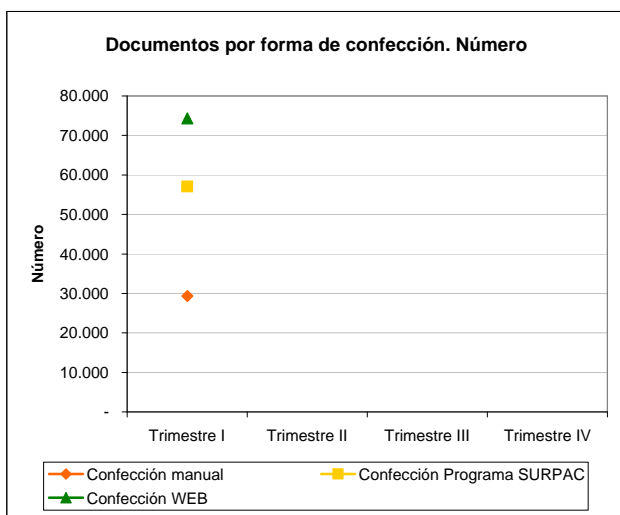 Documentos por forma de confección. Número
80.000
70.000
60.000
50.000
40.000
30.000
20.000
10.000
-
Número
Trimestre I Trimestre II Trimestre III Trimestre IV
Confección manual Confección Programa SURPAC
Confección WEB